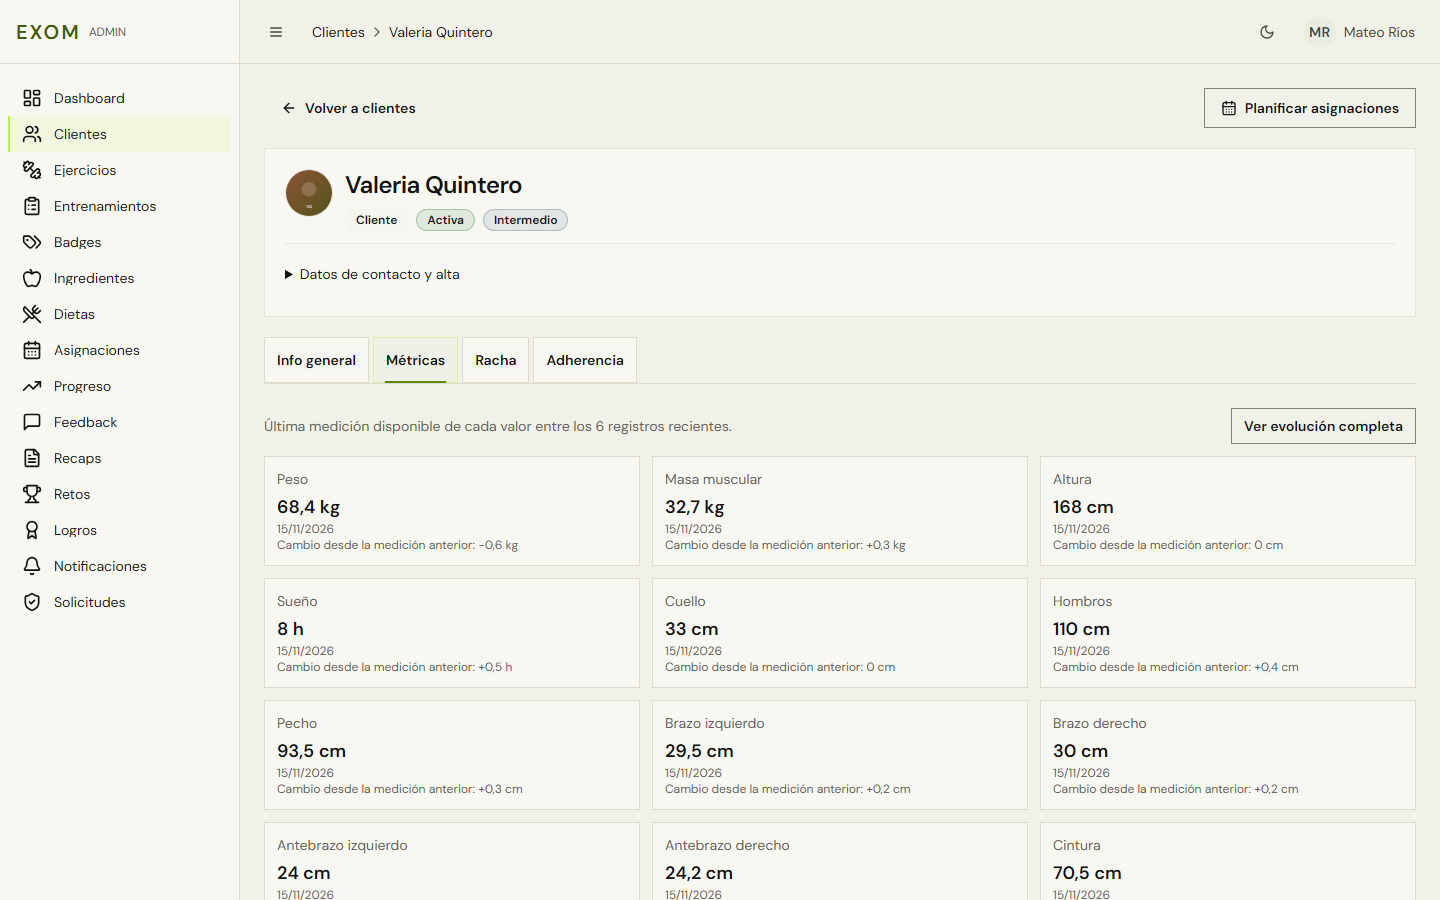 EXOM ADMIN
Clientes > Valeria Quintero
MR Mateo Ríos
Dashboard
Clientes
Ejercicios
Entrenamientos
Badges
Ingredientes
Dietas
Asignaciones
Progreso
Feedback
Recaps
Retos
Logros
Notificaciones
Solicitudes
Volver a clientes
Planificar asignaciones
Valeria Quintero
Cliente Activa Intermedio
Datos de contacto y alta
Info general Métricas Racha Adherencia
Última medición disponible de cada valor entre los 6 registros recientes.
Ver evolución completa
Peso
68,4 kg
15/11/2026
Cambio desde la medición anterior: -0,6 kg
Masa muscular
32,7 kg
15/11/2026
Cambio desde la medición anterior: +0,3 kg
Altura
168 cm
15/11/2026
Cambio desde la medición anterior: 0 cm
Sueño
8 h
15/11/2026
Cambio desde la medición anterior: +0,5 h
Cuello
33 cm
15/11/2026
Cambio desde la medición anterior: 0 cm
Hombros
110 cm
15/11/2026
Cambio desde la medición anterior: +0,4 cm
Pecho
93,5 cm
15/11/2026
Cambio desde la medición anterior: +0,3 cm
Brazo izquierdo
29,5 cm
15/11/2026
Cambio desde la medición anterior: +0,2 cm
Brazo derecho
30 cm
15/11/2026
Cambio desde la medición anterior: +0,2 cm
Antebrazo izquierdo
24 cm
15/11/2026
Antebrazo derecho
24,2 cm
15/11/2026
Cintura
70,5 cm
15/11/2026